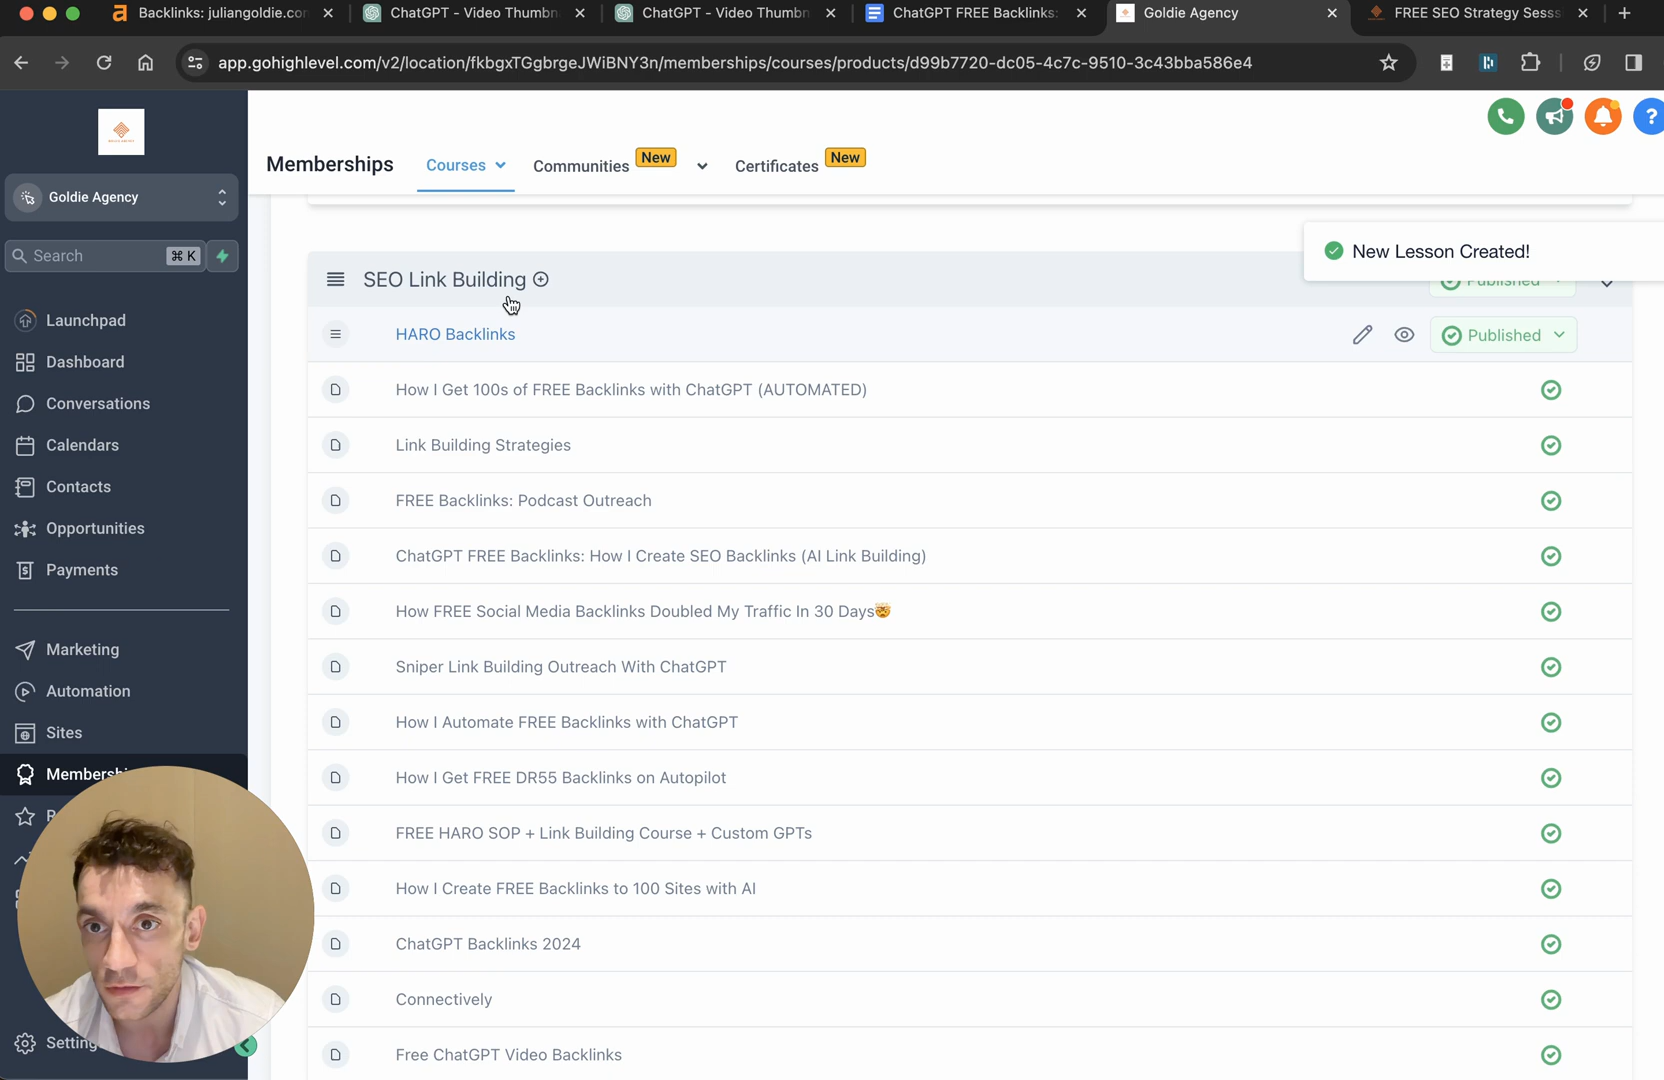 Backlinks: juliangoldie.co
ChatGPT - Video Thumbn
ChatGPT - Video Thumbn
ChatGPT FREE Backlinks:
Goldie Agency
FREE SEO Strategy Sesss
app.gohighlevel.com/v2/location/fkbgxTGgbrgeJWiBNY3n/memberships/courses/products/d99b7720-dc05-4c7c-9510-3c43bba586e4
Goldie Agency
Search ⌘ K
Launchpad
Dashboard
Conversations
Calendars
Contacts
Opportunities
Payments
Marketing
Automation
Sites
Membershi
R
Setting
Memberships
Courses
Communities New
Certificates New
New Lesson Created!
SEO Link Building
Published
HARO Backlinks
Published
How I Get 100s of FREE Backlinks with ChatGPT (AUTOMATED)
Link Building Strategies
FREE Backlinks: Podcast Outreach
ChatGPT FREE Backlinks: How I Create SEO Backlinks (AI Link Building)
How FREE Social Media Backlinks Doubled My Traffic In 30 Days🤯
Sniper Link Building Outreach With ChatGPT
How I Automate FREE Backlinks with ChatGPT
How I Get FREE DR55 Backlinks on Autopilot
FREE HARO SOP + Link Building Course + Custom GPTs
How I Create FREE Backlinks to 100 Sites with AI
ChatGPT Backlinks 2024
Connectively
Free ChatGPT Video Backlinks